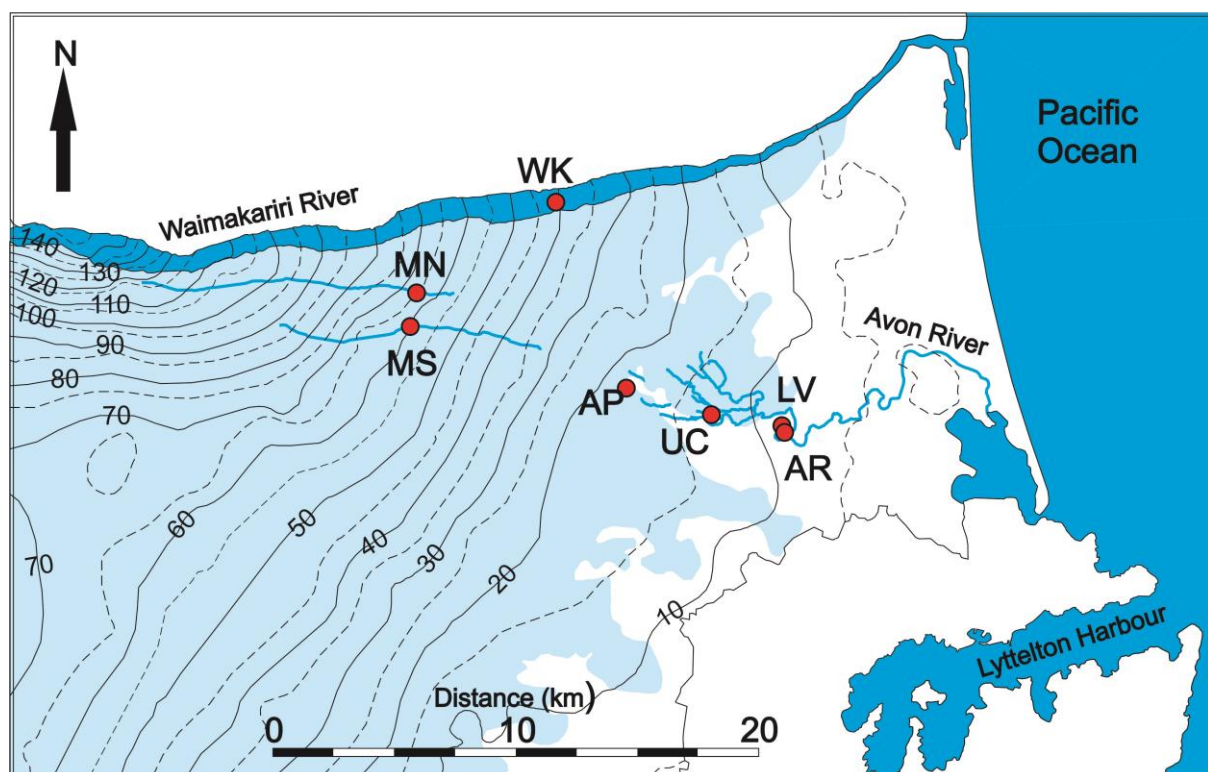 N
Pacific
Ocean
WK
Waimakariri River
140
130
120
110
100
90
80
70
MN
MS
Avon River
AP
UC
LV
AR
70
60
50
40
30
20
10
Lyttelton Harbour
Distance (km)
0 10 20